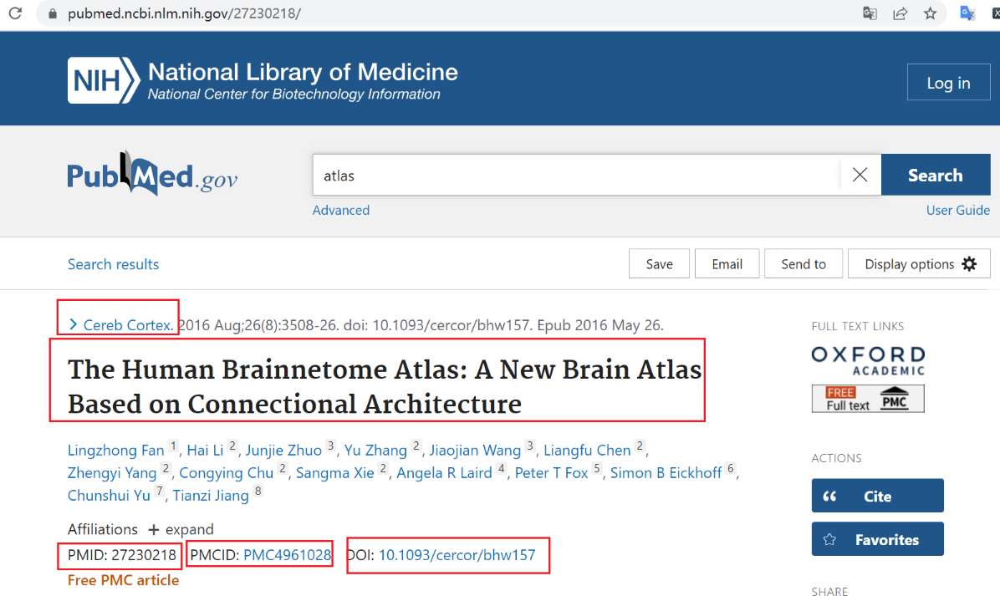 pubmed.ncbi.nlm.nih.gov/27230218/
NIH National Library of Medicine
National Center for Biotechnology Information
Log in
PubMed.gov
atlas
Search
Advanced
User Guide
Search results
Save
Email
Send to
Display options
Cereb Cortex. 2016 Aug;26(8):3508-26. doi: 10.1093/cercor/bhw157. Epub 2016 May 26.
The Human Brainnetome Atlas: A New Brain Atlas
Based on Connectional Architecture
Lingzhong Fan 1, Hai Li 2, Junjie Zhuo 3, Yu Zhang 2, Jiaojian Wang 3, Liangfu Chen 2,
Zhengyi Yang 2, Congying Chu 2, Sangma Xie 2, Angela R Laird 4, Peter T Fox 5, Simon B Eickhoff 6,
Chunshui Yu 7, Tianzi Jiang 8
Affiliations + expand
PMID: 27230218 PMCID: PMC4961028 DOI: 10.1093/cercor/bhw157
Free PMC article
FULL TEXT LINKS
OXFORD
ACADEMIC
FREE
Full text PMC
ACTIONS
Cite
Favorites
SHARE